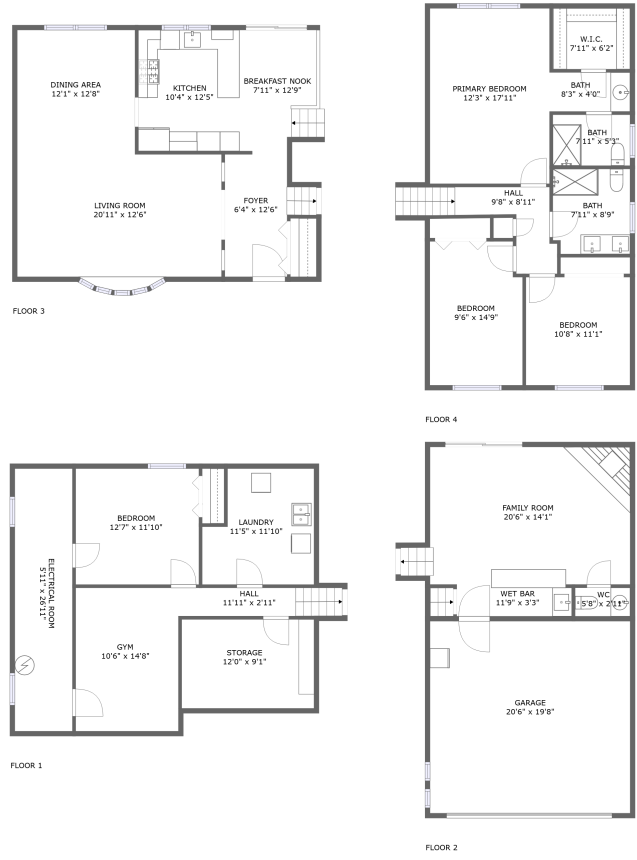 DINING AREA
12'1" x 12'8"
KITCHEN
10'4" x 12'5"
BREAKFAST NOOK
7'11" x 12'9"
LIVING ROOM
20'11" x 12'6"
FOYER
6'4" x 12'6"
FLOOR 3
W.I.C.
7'11" x 6'2"
PRIMARY BEDROOM
12'3" x 17'11"
BATH
8'3" x 4'0"
BATH
7'11" x 5'3"
HALL
9'8" x 8'11"
BATH
7'11" x 8'9"
BEDROOM
9'6" x 14'9"
BEDROOM
10'8" x 11'1"
FLOOR 4
BEDROOM
12'7" x 11'10"
LAUNDRY
11'5" x 11'10"
ELECTRICAL ROOM
5'11" x 26'11"
HALL
11'11" x 2'11"
GYM
10'6" x 14'8"
STORAGE
12'0" x 9'1"
FLOOR 1
FAMILY ROOM
20'6" x 14'1"
WET BAR
11'9" x 3'3"
WC
5'8" x 2'11"
GARAGE
20'6" x 19'8"
FLOOR 2